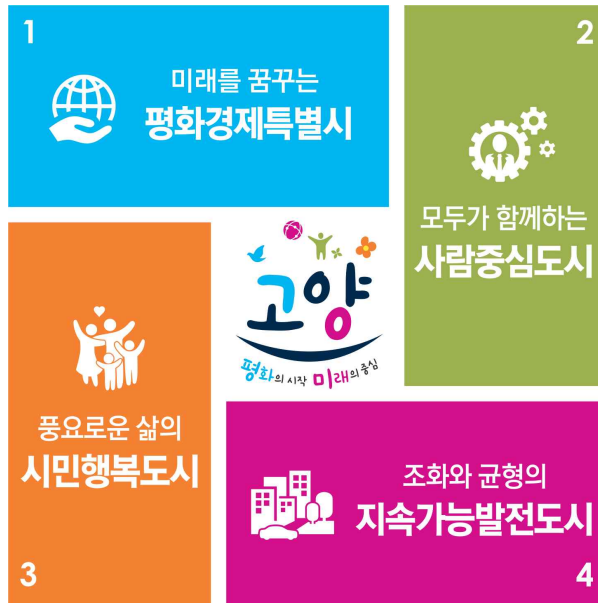 1
미래를 꿈꾸는
평화경제특별시
2
모두가 함께하는
사람중심도시
고양
평화의 시작 미래의 중심
풍요로운 삶의
시민행복도시
3
조화와 균형의
지속가능발전도시
4